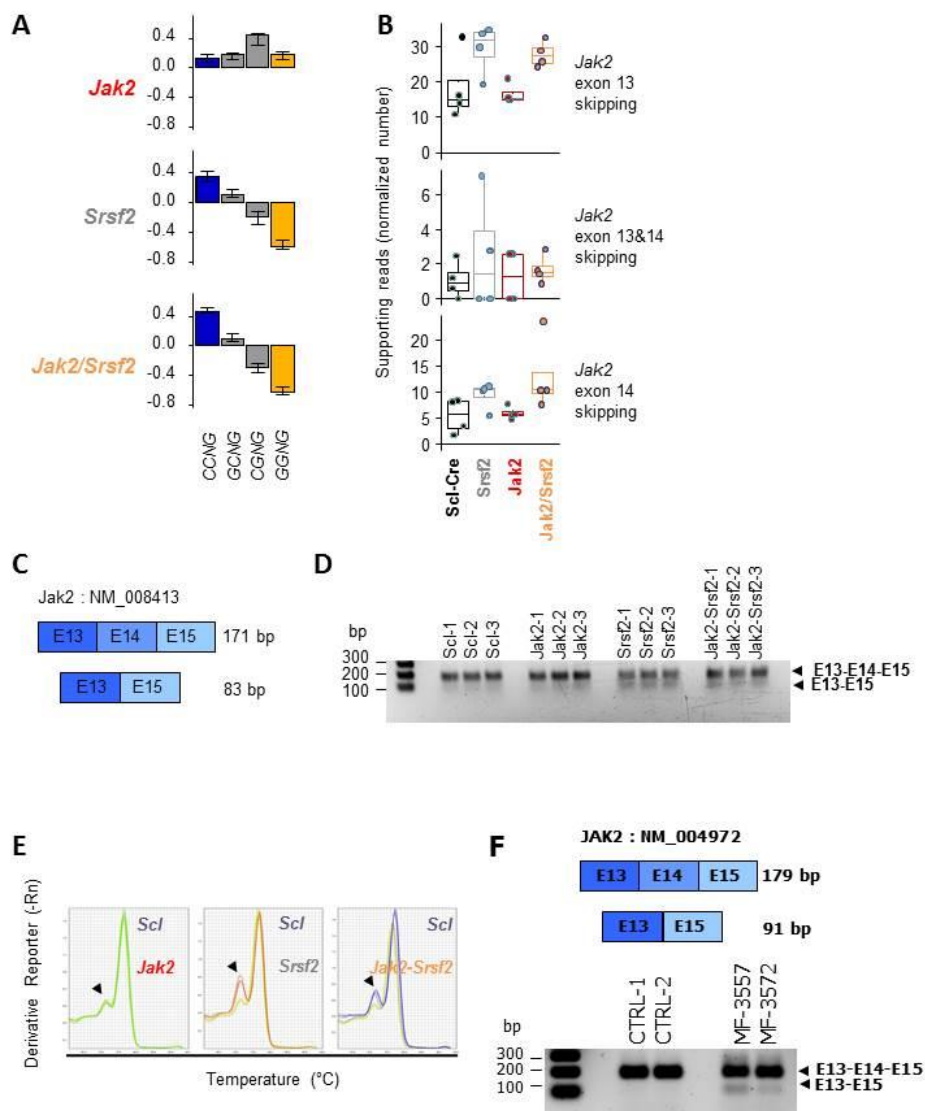 A
0.4
0.0
-0.4
-0.8
Jak2
0.4
0.0
-0.4
-0.8
Srsf2
0.4
0.0
-0.4
-0.8
Jak2/Srsf2
CCNG
GCNG
CGNG
GGNG
B
Supporting reads (normalized number)
30
20
10
0
Jak2
exon 13
skipping
6
4
2
0
Jak2
exon 13&14
skipping
15
10
5
0
Jak2
exon 14
skipping
Scl-Cre
Srsf2
Jak2
Jak2/Srsf2
C
Jak2 : NM_008413
E13 E14 E15 171 bp
E13 E15 83 bp
D
bp
300
200
100
Scl-1
Scl-2
Scl-3
Jak2-1
Jak2-2
Jak2-3
Srsf2-1
Srsf2-2
Srsf2-3
Jak2-Srsf2-1
Jak2-Srsf2-2
Jak2-Srsf2-3
E13-E14-E15
E13-E15
E
Derivative Reporter (-Rn)
Scl
Jak2
Scl
Srsf2
Scl
Jak2-Srsf2
Temperature (°C)
F
JAK2 : NM_004972
E13 E14 E15 179 bp
E13 E15 91 bp
bp
300
200
100
CTRL-1
CTRL-2
MF-3557
MF-3572
E13-E14-E15
E13-E15